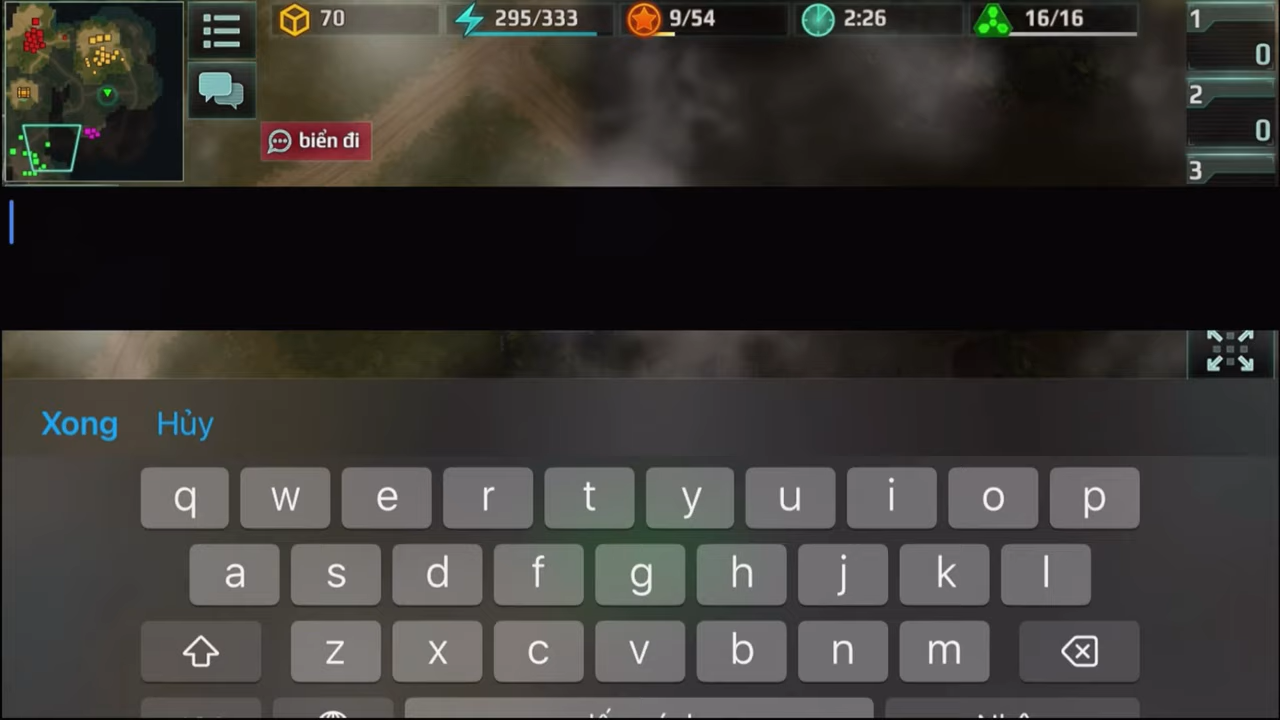 70
295/333
9/54
2:26
16/16
1
0
2
0
3
biển đi
Xong Hủy
q w e r t y u i o p
a s d f g h j k l
z x c v b n m